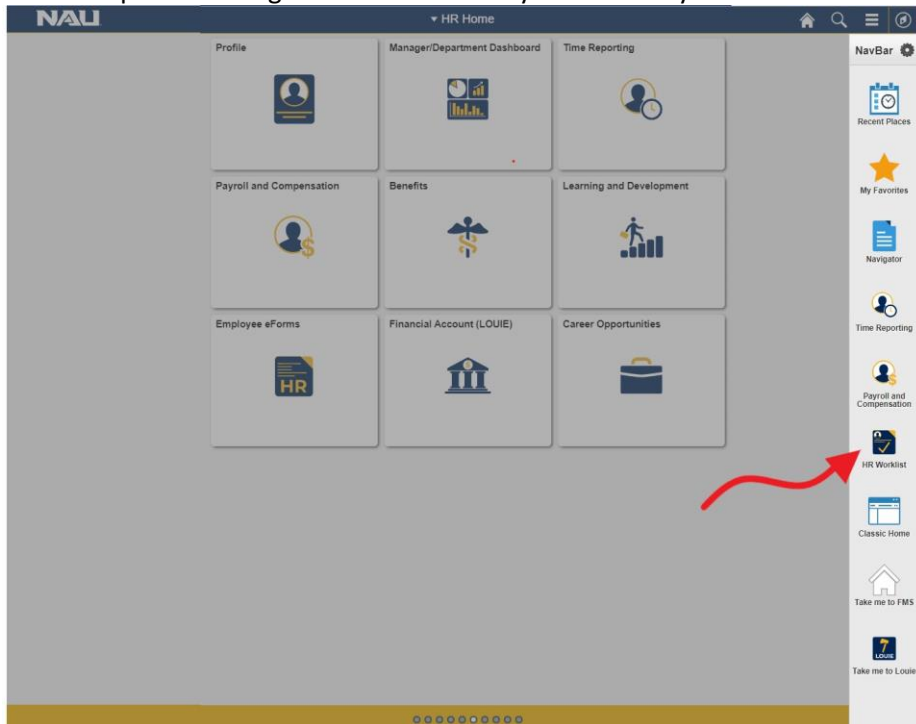 NAU
HR Home
NavBar
Profile
Manager/Department Dashboard
Time Reporting
Payroll and Compensation
Benefits
Learning and Development
Employee eForms
HR
Financial Account (LOUIE)
Career Opportunities
Recent Places
My Favorites
Navigator
Time Reporting
Payroll and
Compensation
HR Worklist
Classic Home
Take me to FMS
LOUIE
Take me to Louie